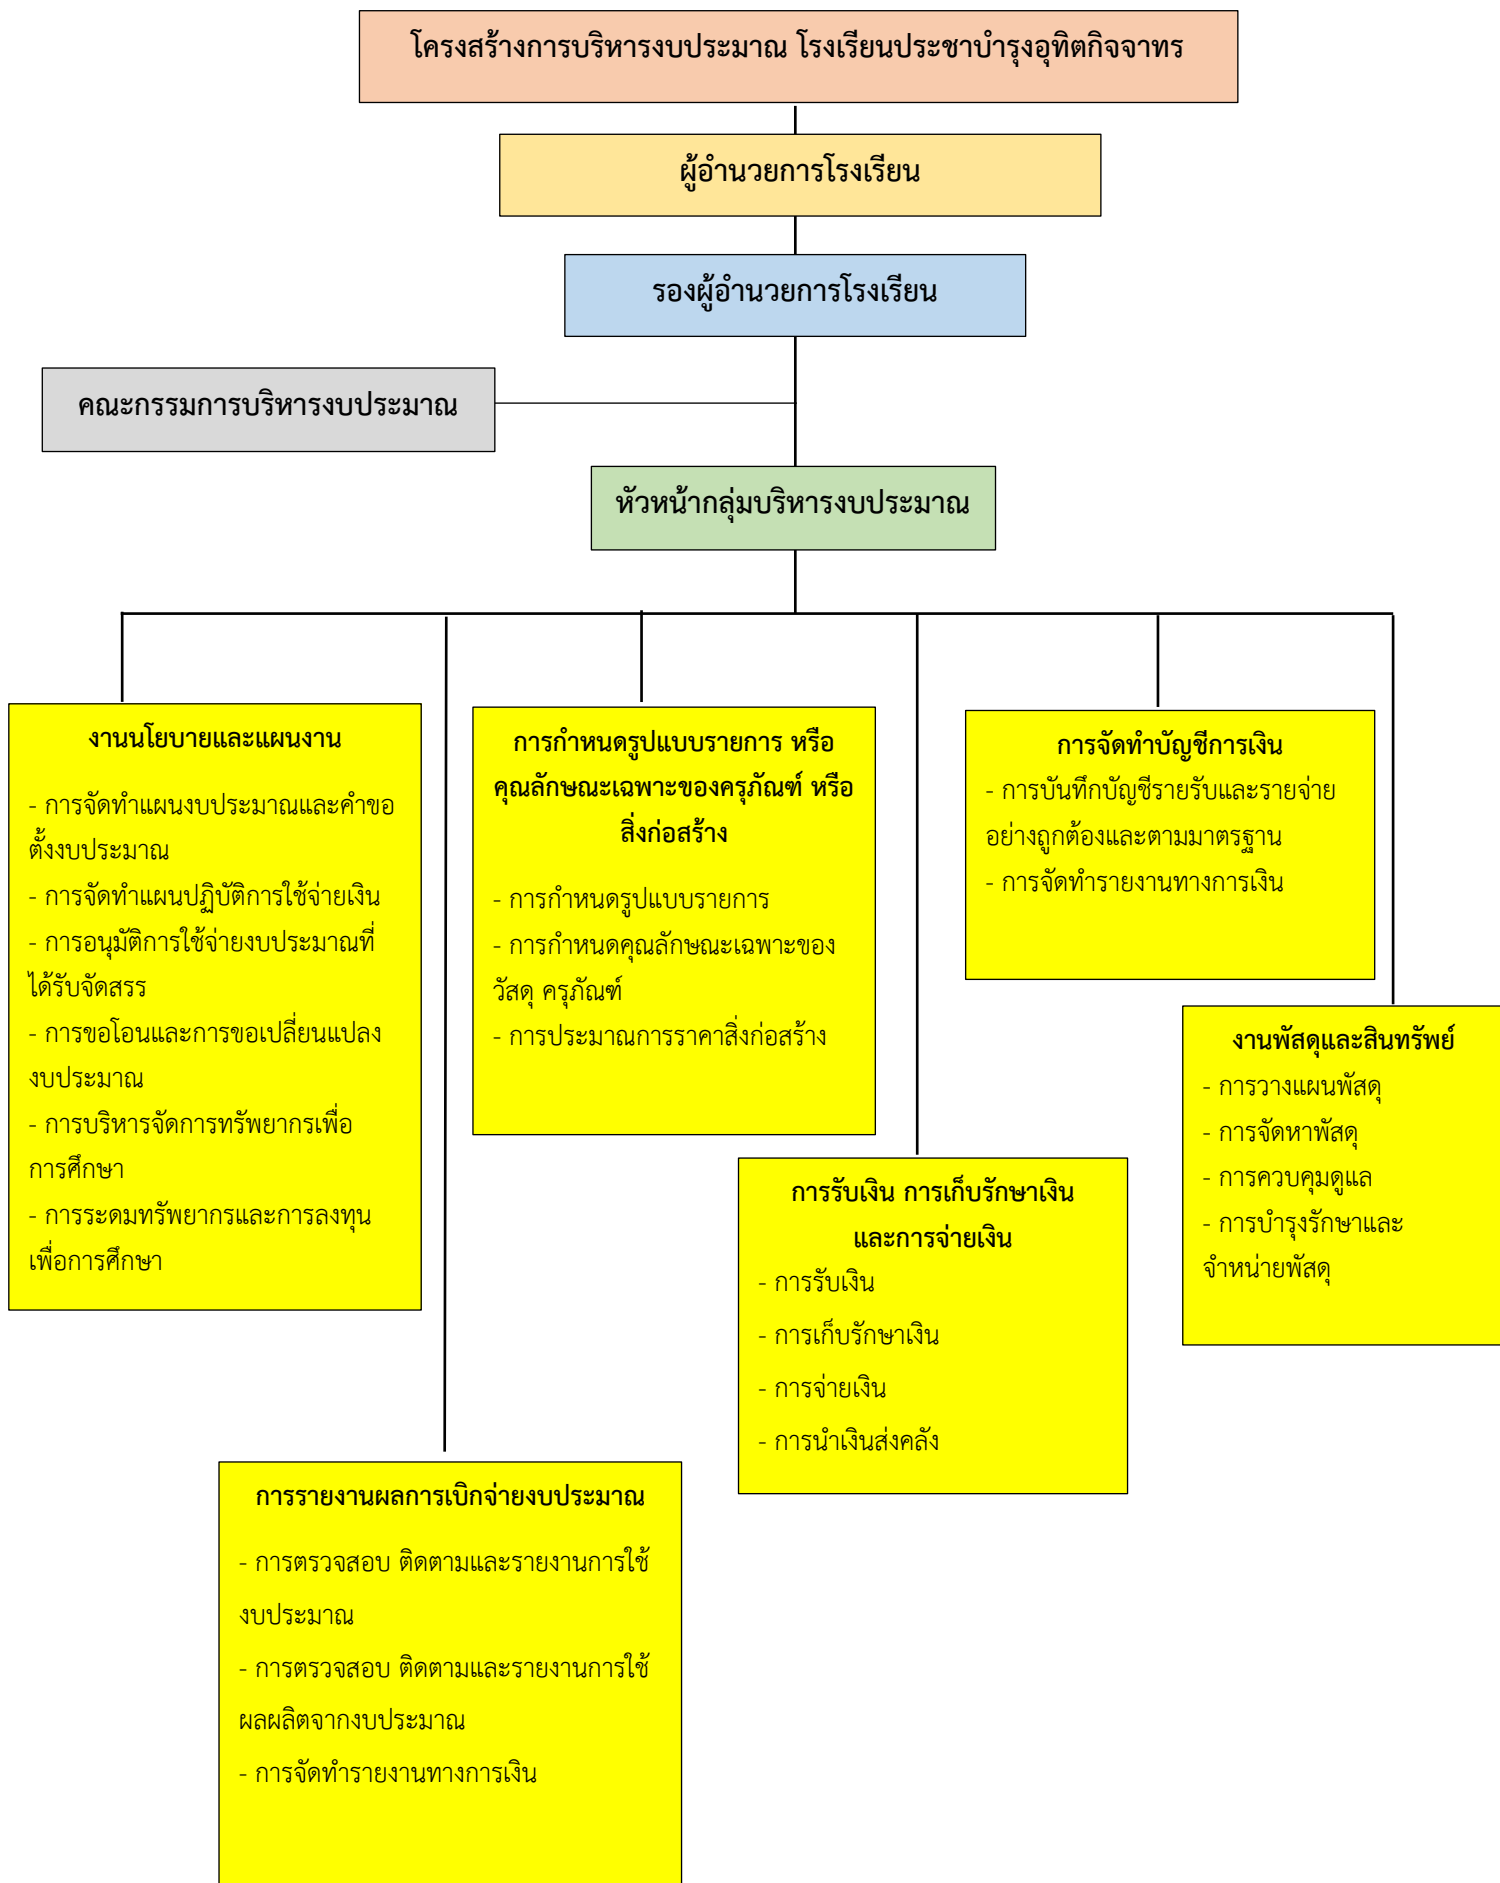 โครงสร้างการบริหารงบประมาณ โรงเรียนประชาบำรุงอุทิตกิจจาทร
ผู้อำนวยการโรงเรียน
รองผู้อำนวยการโรงเรียน
คณะกรรมการบริหารงบประมาณ
หัวหน้ากลุ่มบริหารงบประมาณ
งานนโยบายและแผนงาน
- การจัดทำแผนงบประมาณและคำขอ
ตั้งงบประมาณ
- การจัดทำแผนปฏิบัติการใช้จ่ายเงิน
- การอนุมัติการใช้จ่ายงบประมาณที่
ได้รับจัดสรร
- การขอโอนและการขอเปลี่ยนแปลง
งบประมาณ
- การบริหารจัดการทรัพยากรเพื่อ
การศึกษา
- การระดมทรัพยากรและการลงทุน
เพื่อการศึกษา
การกำหนดรูปแบบรายการ หรือ
คุณลักษณะเฉพาะของครุภัณฑ์ หรือ
สิ่งก่อสร้าง
- การกำหนดรูปแบบรายการ
- การกำหนดคุณลักษณะเฉพาะของ
วัสดุ ครุภัณฑ์
- การประมาณการราคาสิ่งก่อสร้าง
การจัดทำบัญชีการเงิน
- การบันทึกบัญชีรายรับและรายจ่าย
อย่างถูกต้องและตามมาตรฐาน
- การจัดทำรายงานทางการเงิน
งานพัสดุและสินทรัพย์
- การวางแผนพัสดุ
- การจัดหาพัสดุ
- การควบคุมดูแล
- การบำรุงรักษาและ
จำหน่ายพัสดุ
การรับเงิน การเก็บรักษาเงิน
และการจ่ายเงิน
- การรับเงิน
- การเก็บรักษาเงิน
- การจ่ายเงิน
- การนำเงินส่งคลัง
การรายงานผลการเบิกจ่ายงบประมาณ
- การตรวจสอบ ติดตามและรายงานการใช้
งบประมาณ
- การตรวจสอบ ติดตามและรายงานการใช้
ผลผลิตจากงบประมาณ
- การจัดทำรายงานทางการเงิน